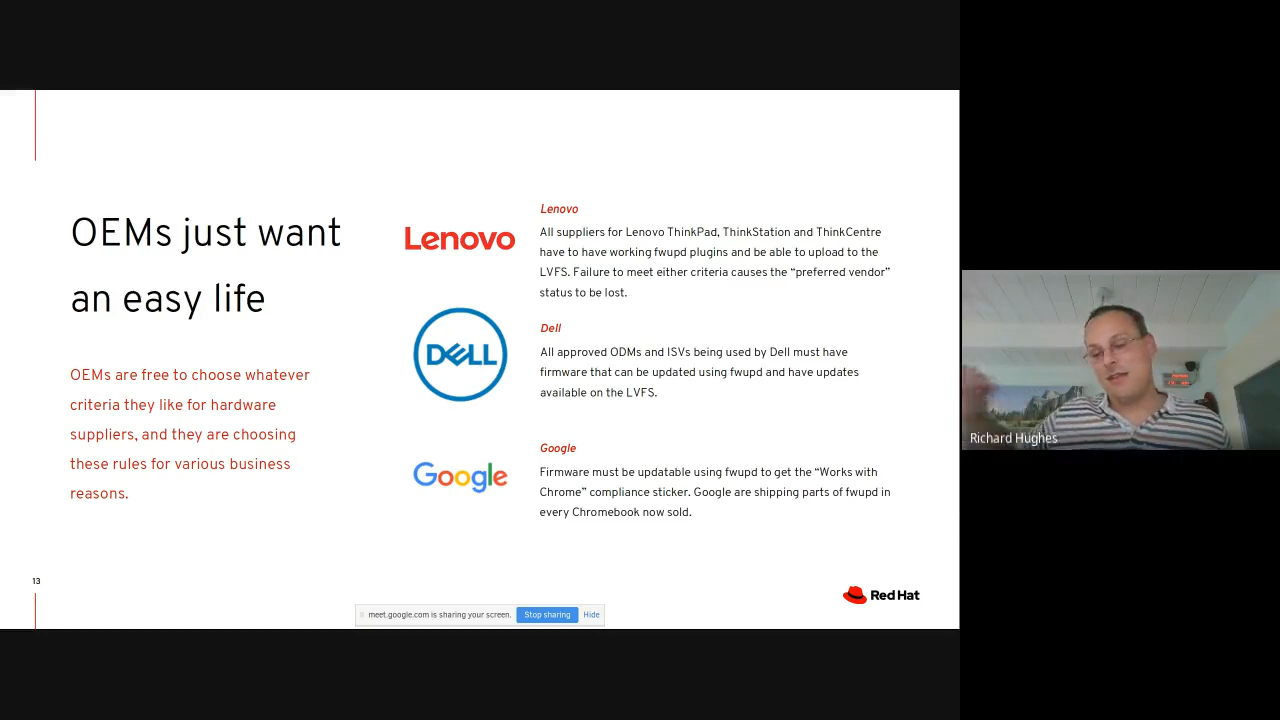 OEMs just want
an easy life
OEMs are free to choose whatever
criteria they like for hardware
suppliers, and they are choosing
these rules for various business
reasons.
Lenovo
Lenovo
All suppliers for Lenovo ThinkPad, ThinkStation and ThinkCentre
have to have working fwupd plugins and be able to upload to the
LVFS. Failure to meet either criteria causes the “preferred vendor”
status to be lost.
DELL
Dell
All approved ODMs and ISVs being used by Dell must have
firmware that can be updated using fwupd and have updates
available on the LVFS.
Google
Google
Firmware must be updatable using fwupd to get the “Works with
Chrome” compliance sticker. Google are shipping parts of fwupd in
every Chromebook now sold.
13
Red Hat
meet.google.com is sharing your screen. Stop sharing Hide
Richard Hughes